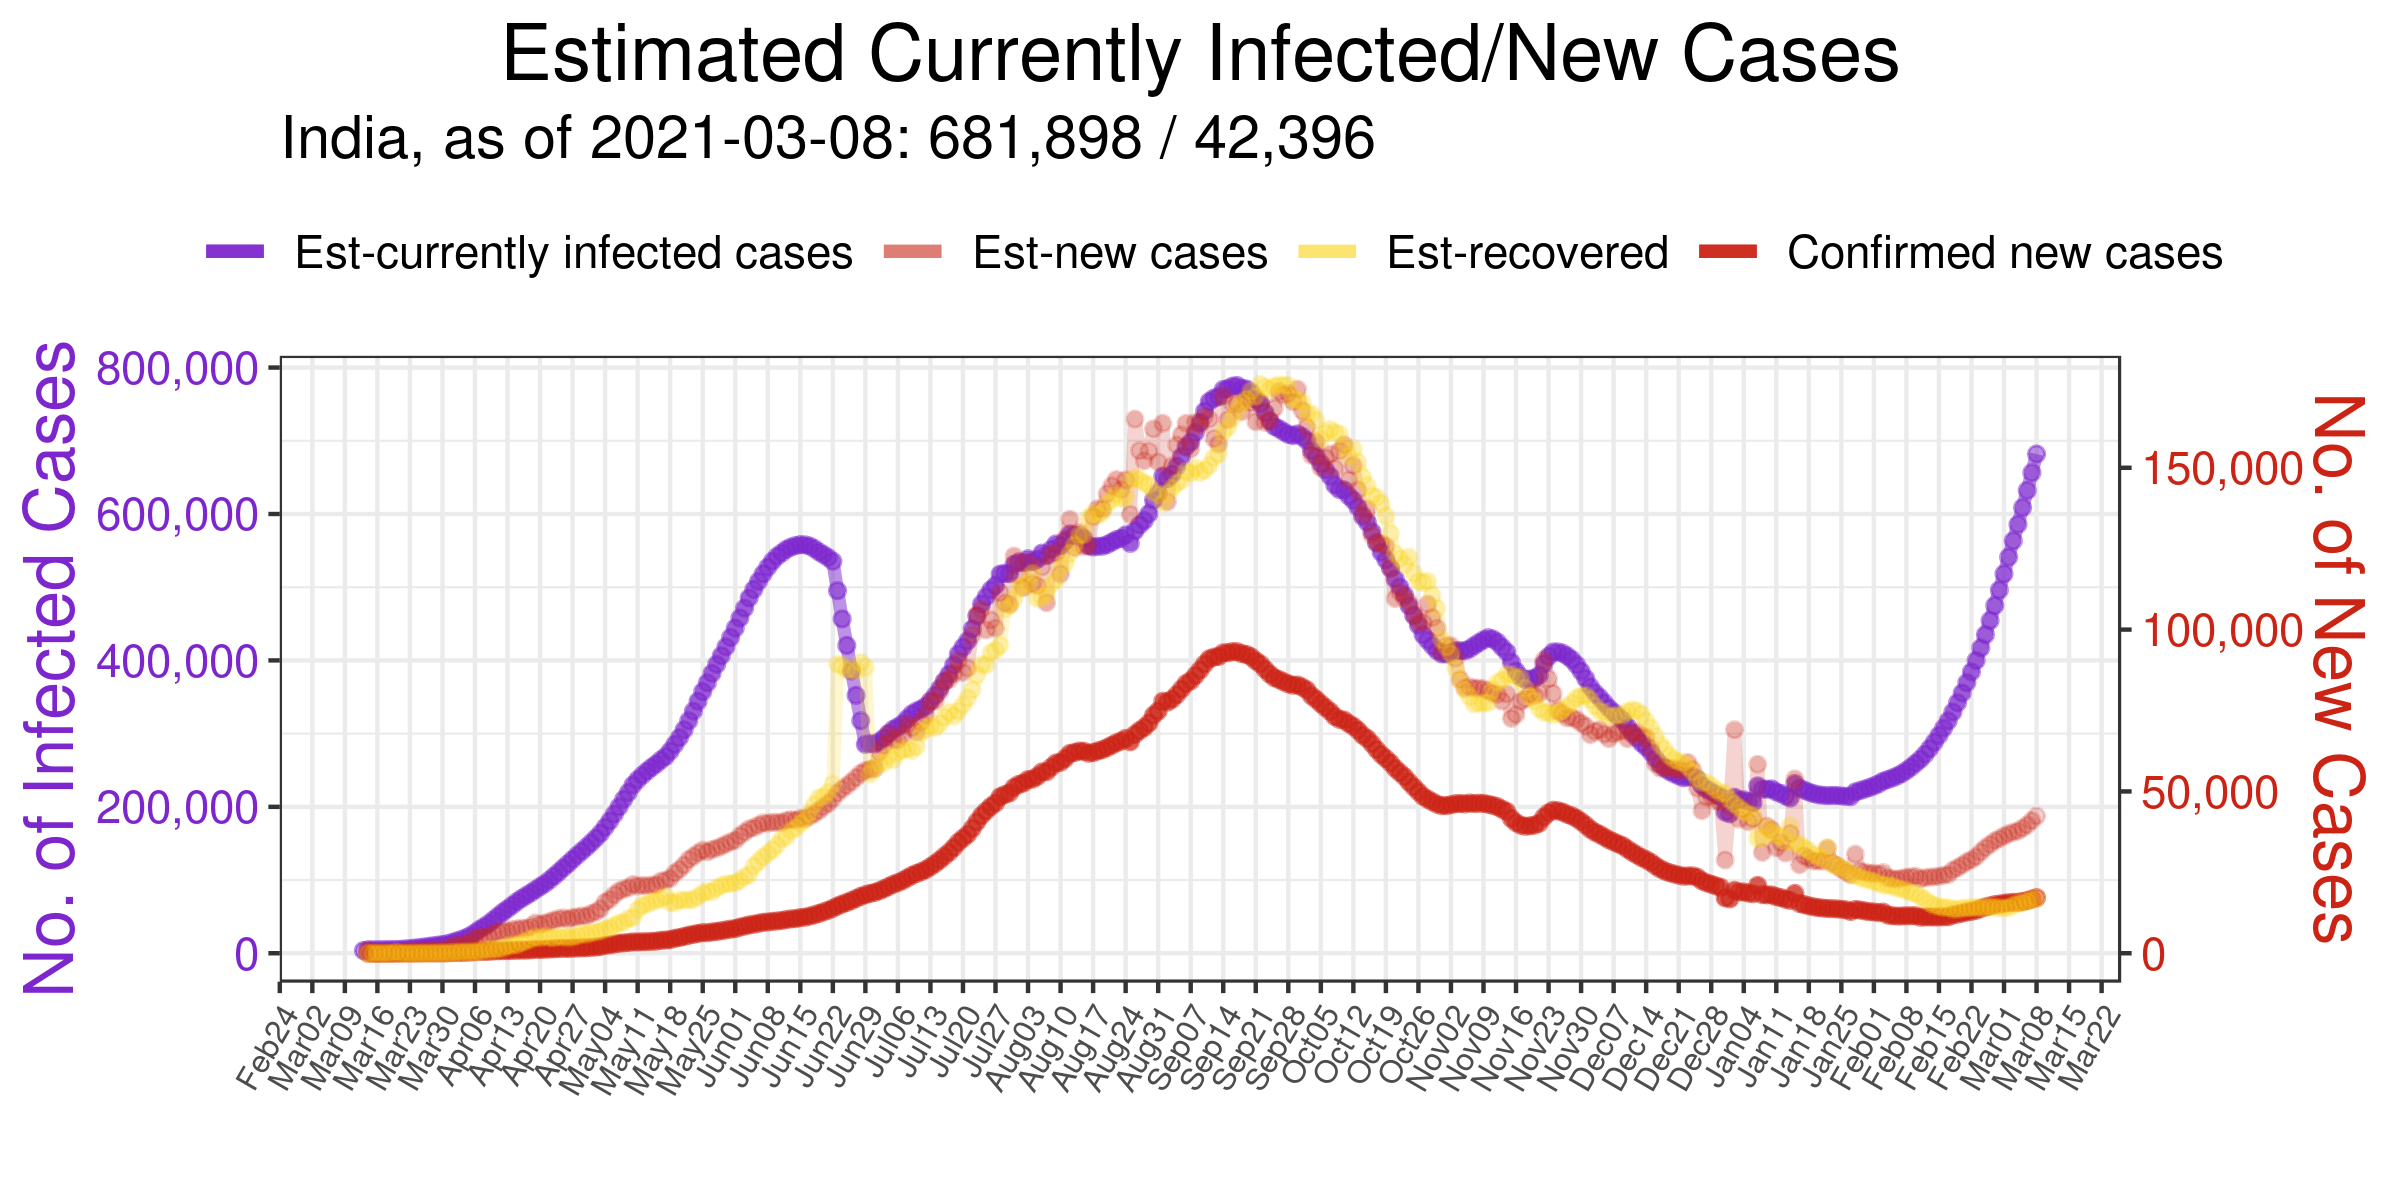 Estimated Currently Infected/New Cases
India, as of 2021-03-08: 681,898 / 42,396
Est-currently infected cases
Est-new cases
Est-recovered
Confirmed new cases
No. of Infected Cases
800,000
600,000
400,000
200,000
0
No. of New Cases
150,000
100,000
50,000
0
Feb24
Mar02
Mar09
Mar16
Mar23
Mar30
Apr06
Apr13
Apr20
Apr27
May04
May11
May18
May25
Jun01
Jun08
Jun15
Jun22
Jun29
Jul06
Jul13
Jul20
Jul27
Aug03
Aug10
Aug17
Aug24
Aug31
Sep07
Sep14
Sep21
Sep28
Oct05
Oct12
Oct19
Oct26
Nov02
Nov09
Nov16
Nov23
Nov30
Dec07
Dec14
Dec21
Dec28
Jan04
Jan11
Jan18
Jan25
Feb01
Feb08
Feb15
Feb22
Mar01
Mar08
Mar15
Mar22